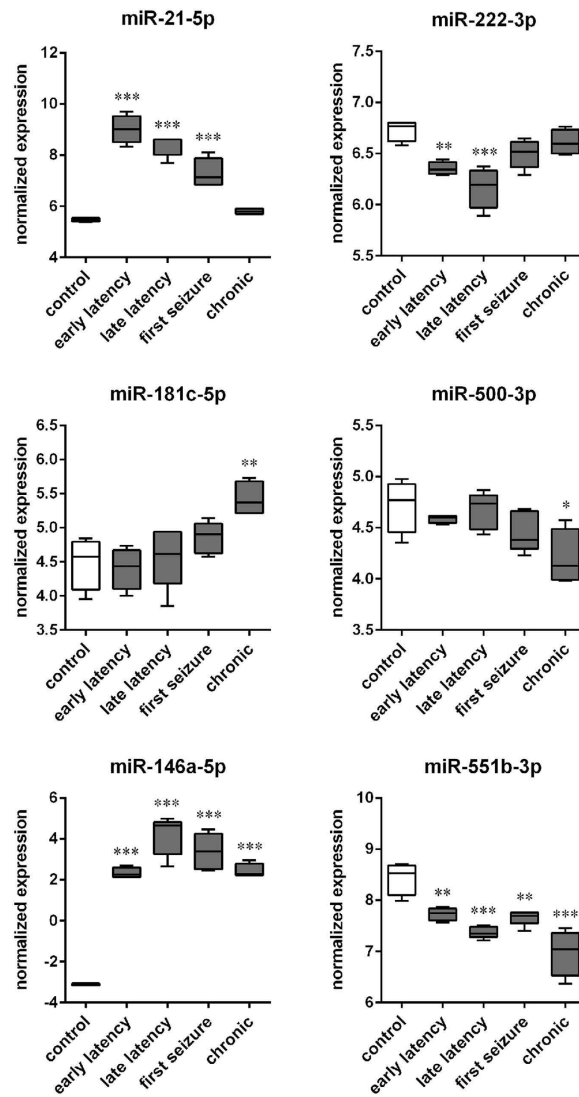 miR-21-5p
normalized expression
12
10
8
6
4
***
***
***
control
early latency
late latency
first seizure
chronic
miR-222-3p
normalized expression
7.0
6.5
6.0
5.5
**
***
control
early latency
late latency
first seizure
chronic
miR-181c-5p
normalized expression
6.5
6.0
5.5
5.0
4.5
4.0
3.5
**
control
early latency
late latency
first seizure
chronic
miR-500-3p
normalized expression
5.5
5.0
4.5
4.0
3.5
*
control
early latency
late latency
first seizure
chronic
miR-146a-5p
normalized expression
6
4
2
0
-2
-4
***
***
***
***
control
early latency
late latency
first seizure
chronic
miR-551b-3p
normalized expression
10
9
8
7
6
**
***
**
***
control
early latency
late latency
first seizure
chronic